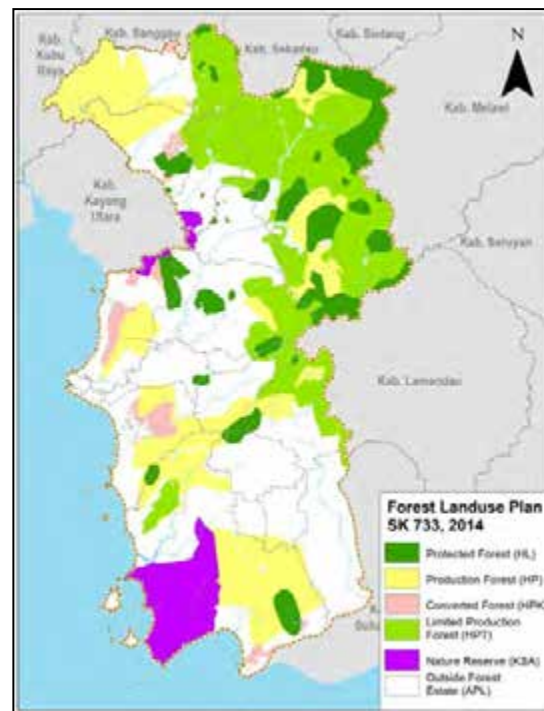 Kab. Sanggau
Kab. Sintang
Kab. Sekadau
N
Kab.
Kubu
Raya
Kab. Melawi
Kab.
Kayong
Utara
Kab. Seruyan
Kab. Lamandau
Forest Landuse Plan
SK 733, 2014
Protected Forest (HL)
Production Forest (HP)
Converted Forest (HPK)
Limited Production
Forest (HPT)
Nature Reserve (KSA)
Outside Forest
Estate (APL)